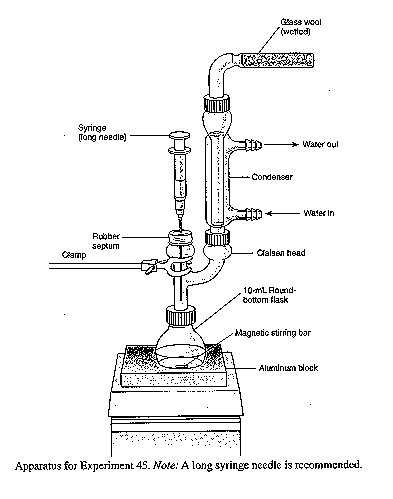 Glass wool
(wetted)
Syringe
(long needle)
Water out
Condenser
Water in
Rubber
septum
Claisen head
Clamp
10-mL Round-
bottom flask
Magnetic stirring bar
Aluminum block
Apparatus for Experiment 45. Note: A long syringe needle is recommended.